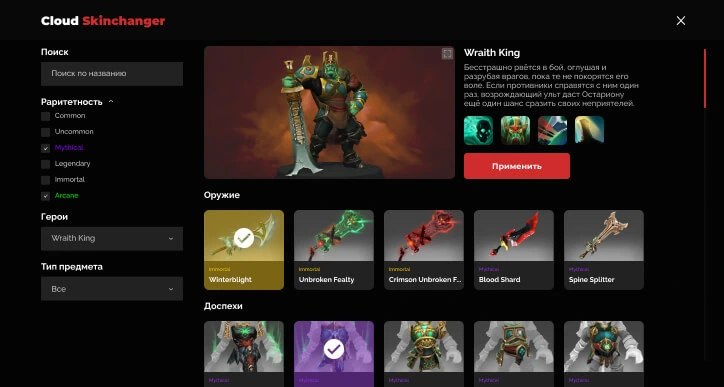 Cloud Skinchanger
Поиск
Поиск по названию
Раритетность
Common
Uncommon
Mythical
Legendary
Immortal
Arcane
Герои
Wraith King
Тип предмета
Все
Wraith King
Бесстрашно рвётся в бой, оглушая и
разрубая врагов, пока те не покорятся его
воле. Если противники справятся с ним один
раз, возрождающий ульт даст Остариону
ещё один шанс сразить своих неприятелей.
Применить
Оружие
Immortal
Winterblight
Immortal
Unbroken Fealty
Immortal
Crimson Unbroken F...
Mythical
Blood Shard
Mythical
Spine Splitter
Доспехи
Mythical
Mythical
Mythical
Mythical
Mythical